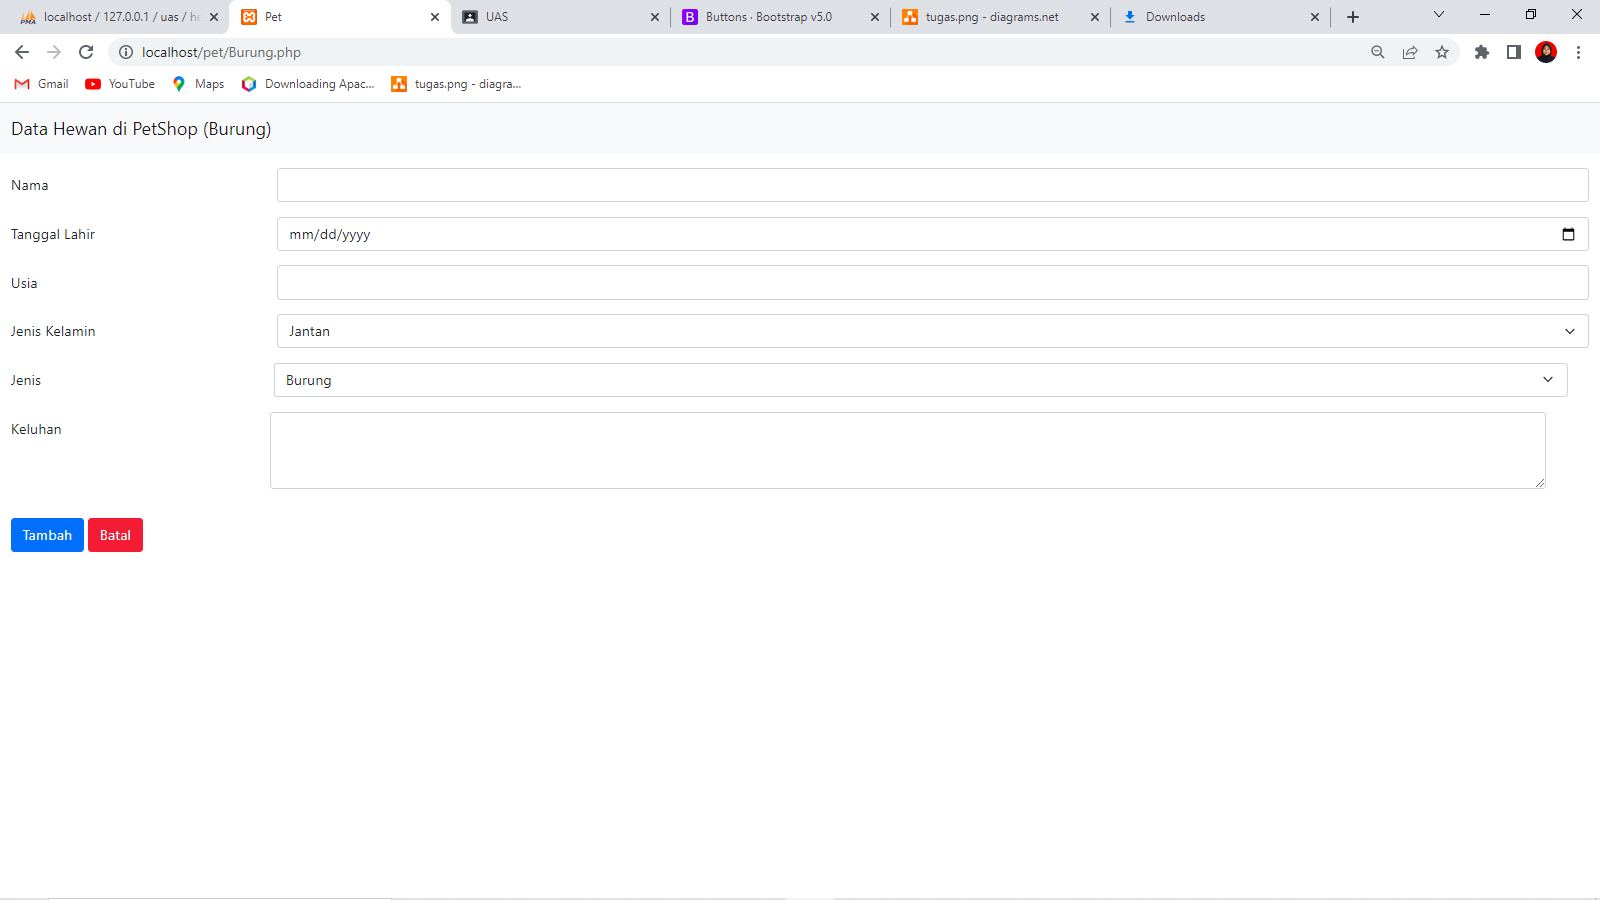 localhost / 127.0.0.1 / uas / he
Pet
UAS
Buttons · Bootstrap v5.0
tugas.png - diagrams.net
Downloads
localhost/pet/Burung.php
Gmail
YouTube
Maps
Downloading Apac...
tugas.png - diagra...
Data Hewan di PetShop (Burung)
Nama
Tanggal Lahir
mm/dd/yyyy
Usia
Jenis Kelamin
Jantan
Jenis
Burung
Keluhan
Tambah
Batal